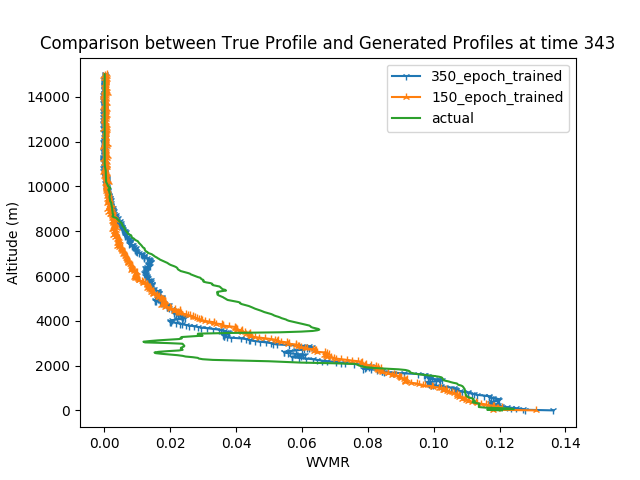 Comparison between True Profile and Generated Profiles at time 343
350_epoch_trained
150_epoch_trained
actual
Altitude (m)
14000
12000
10000
8000
6000
4000
2000
0
0.00 0.02 0.04 0.06 0.08 0.10 0.12 0.14
WVMR